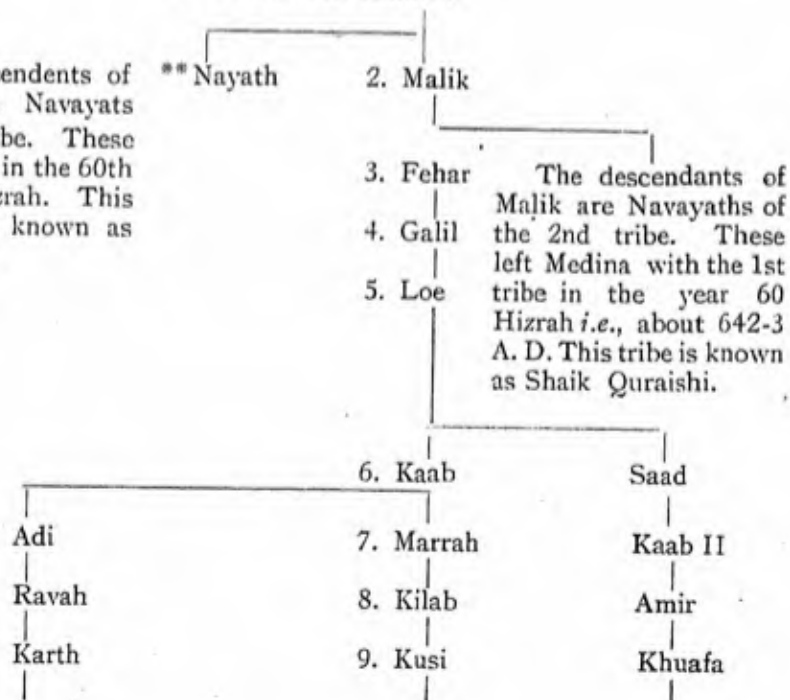 **Nayath
2. Malik
endents of
Navayats
be. These
in the 60th
rah. This
known as
3. Fehar
4. Galil
5. Loe
The descendants of
Malik are Navayaths of
the 2nd tribe. These
left Medina with the 1st
tribe in the year 60
Hizrah i.e., about 642-3
A. D. This tribe is known
as Shaik Quraishi.
6. Kaab
Saad
Adi
7. Marrah
Kaab II
Ravah
8. Kilab
Amir
Karth
9. Kusi
Khuafa